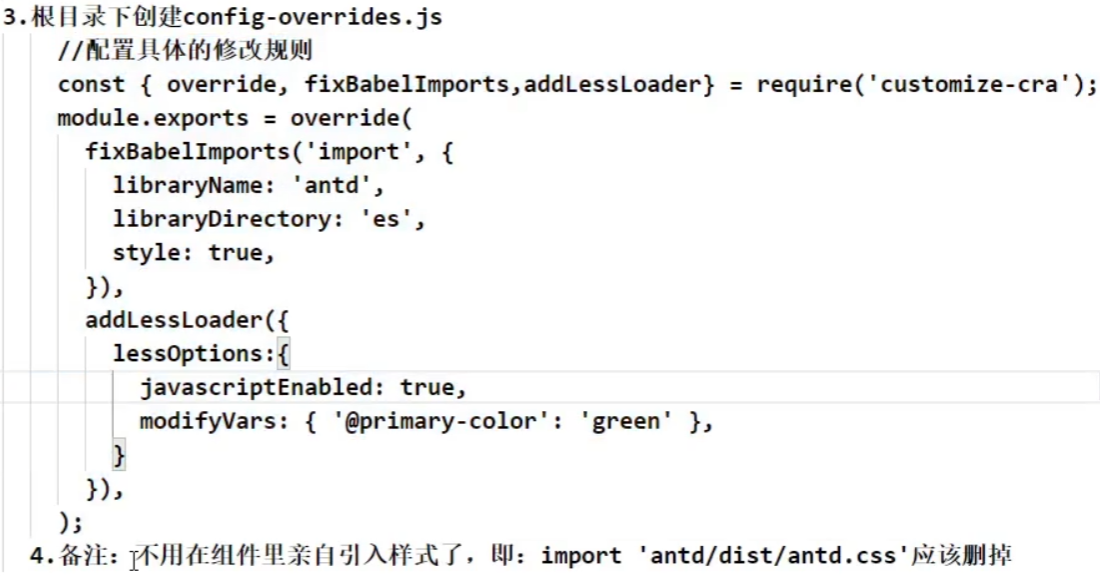 3.根目录下创建config-overrides.js
//配置具体的修改规则
const { override, fixBabelImports,addLessLoader} = require('customize-cra');
module.exports = override(
fixBabelImports('import', {
libraryName: 'antd',
libraryDirectory: 'es',
style: true,
}),
addLessLoader({
lessOptions:{
javascriptEnabled: true,
modifyVars: { '@primary-color': 'green' },
}
}),
);
4.备注：不用在组件里亲自引入样式了，即：import 'antd/dist/antd.css'应该删掉